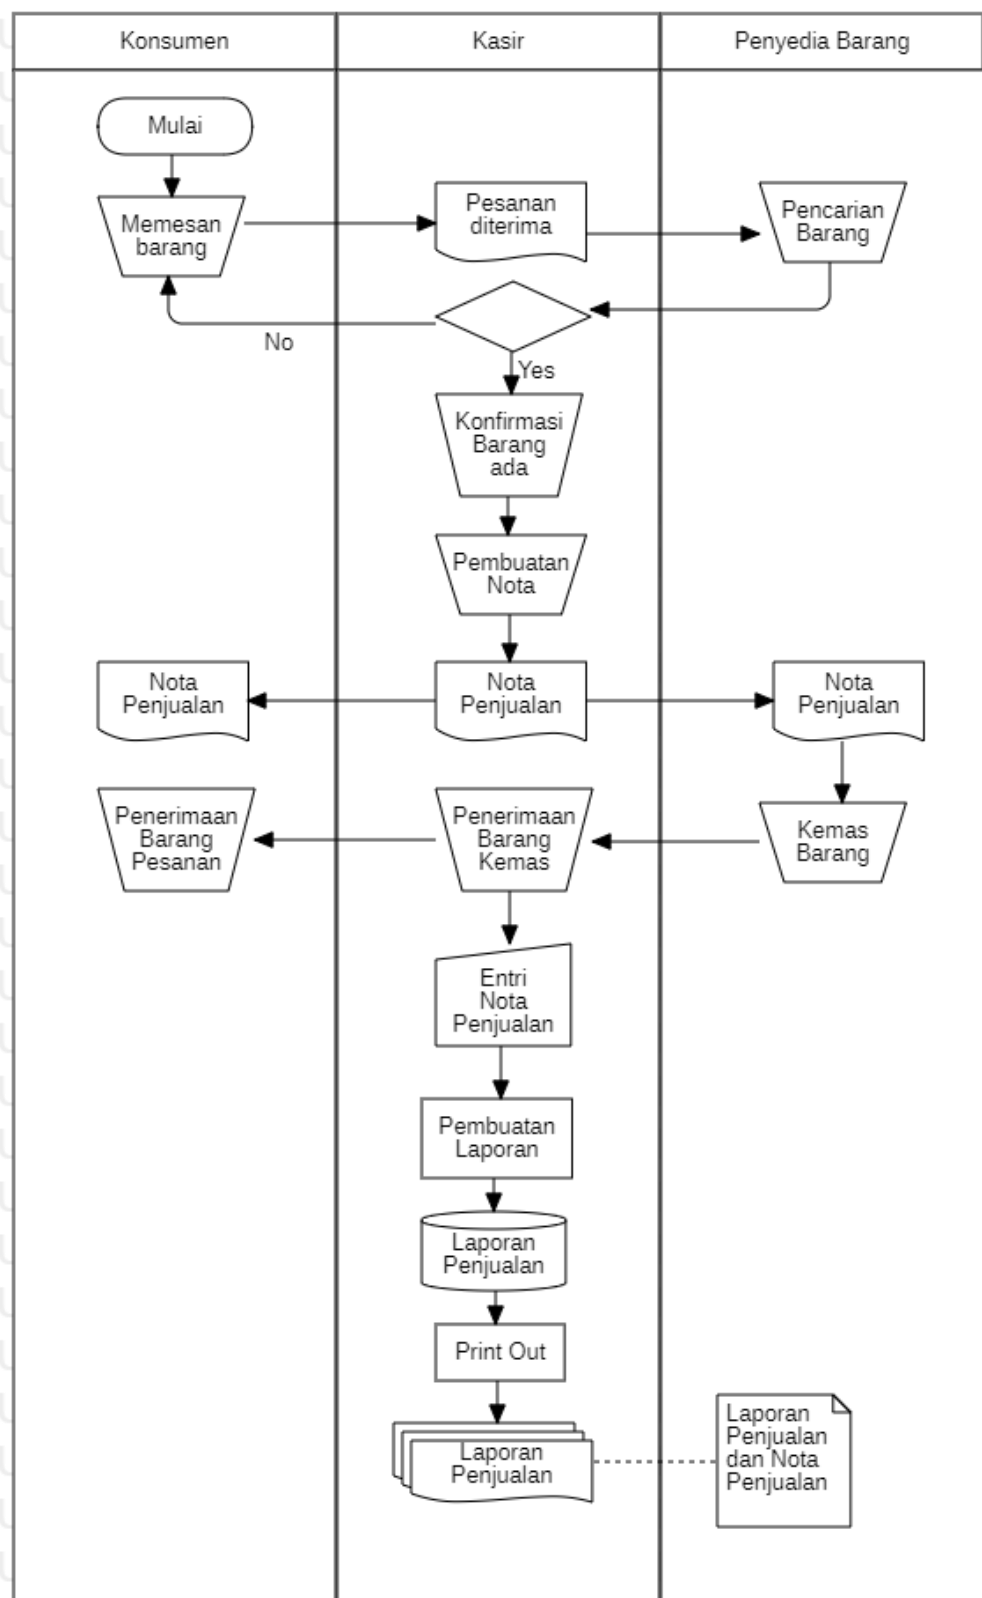 Konsumen
Kasir
Penyedia Barang
Mulai
Memesan
barang
Pesanan
diterima
Pencarian
Barang
No
Yes
Konfirmasi
Barang
ada
Pembuatan
Nota
Nota
Penjualan
Nota
Penjualan
Nota
Penjualan
Penerimaan
Barang
Pesanan
Penerimaan
Barang
Kemas
Kemas
Barang
Entri
Nota
Penjualan
Pembuatan
Laporan
Laporan
Penjualan
Print Out
Laporan
Penjualan
Laporan
Penjualan
dan Nota
Penjualan